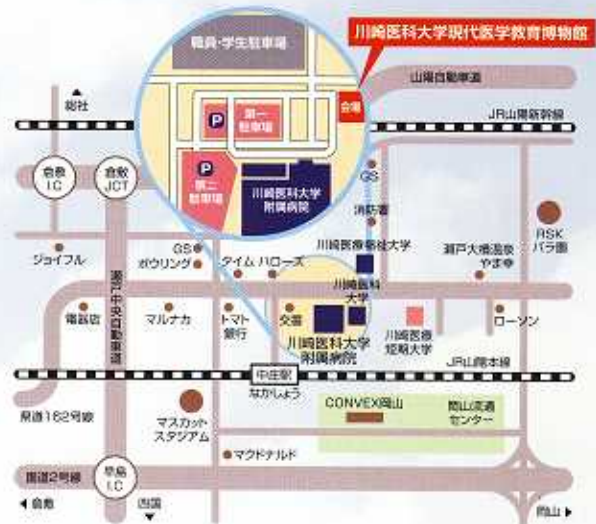 職員・学生駐車場
川崎医科大学現代医学教育博物館
山陽自動車道
総社
P
第一
駐車場
会場
JR山陽新幹線
倉敷
I.C
倉敷
JCT
P
第二
駐車場
川崎医科大学
附属病院
GS
消防署
川崎医療福祉大学
RSK
バラ園
ジョイフル
GS
ボウリング
タイム
ハローズ
川崎医科
大学
瀬戸大橋温泉
やま幸
瀬戸中央自動車道
電器店
マルナカ
トマト
銀行
交番
川崎医科大学
附属病院
川崎医療
短期大学
ローソン
JR山陽本線
中庄駅
なかしょう
県道162号線
マスカット
スタジアム
CONVEX岡山
岡山流通
センター
マクドナルド
国道2号線
早島
I.C
倉敷
四国
岡山